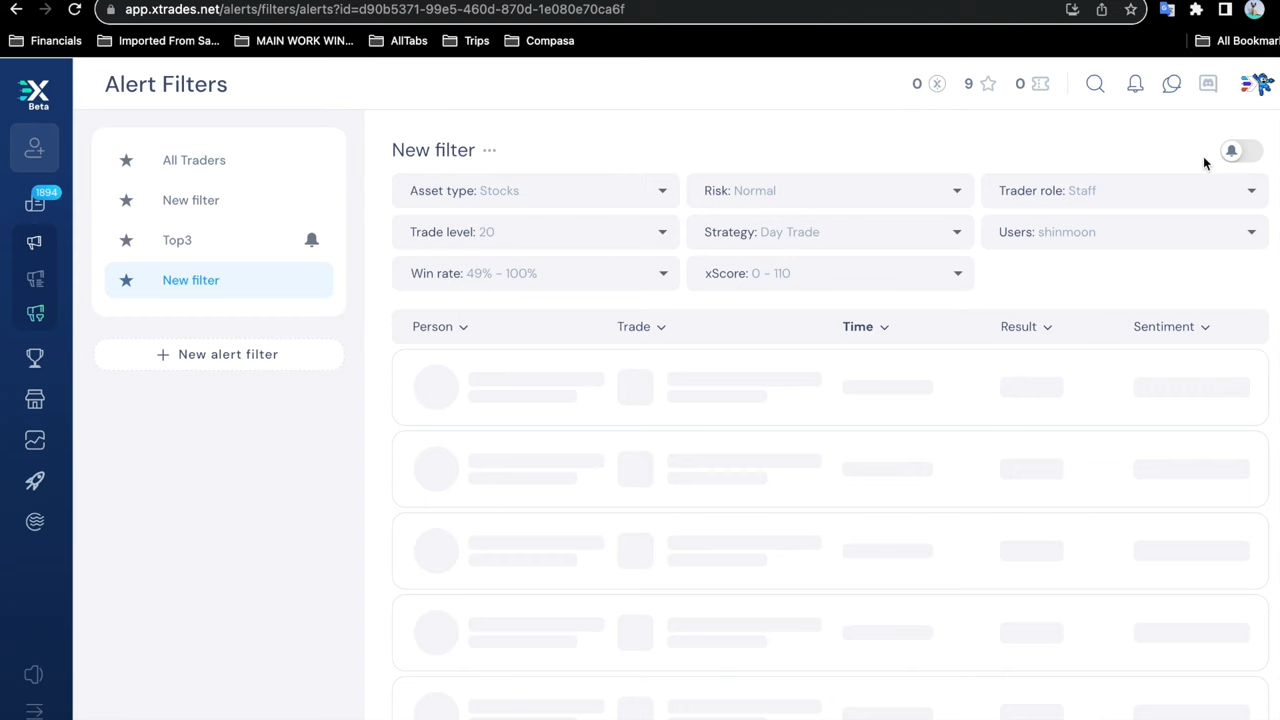 app.xtrades.net/alerts/filters/alerts?id=d90b5371-99e5-460d-870d-1e080e70ca6f
Financials Imported From Sa... MAIN WORK WIN... AllTabs Trips Compasa All Bookmar
X
Beta
Alert Filters
0 9 0
1894
All Traders
New filter
Top3
New filter
+ New alert filter
New filter ...
Asset type: Stocks Risk: Normal Trader role: Staff
Trade level: 20 Strategy: Day Trade Users: shinmoon
Win rate: 49% - 100% xScore: 0 - 110
Person Trade Time Result Sentiment